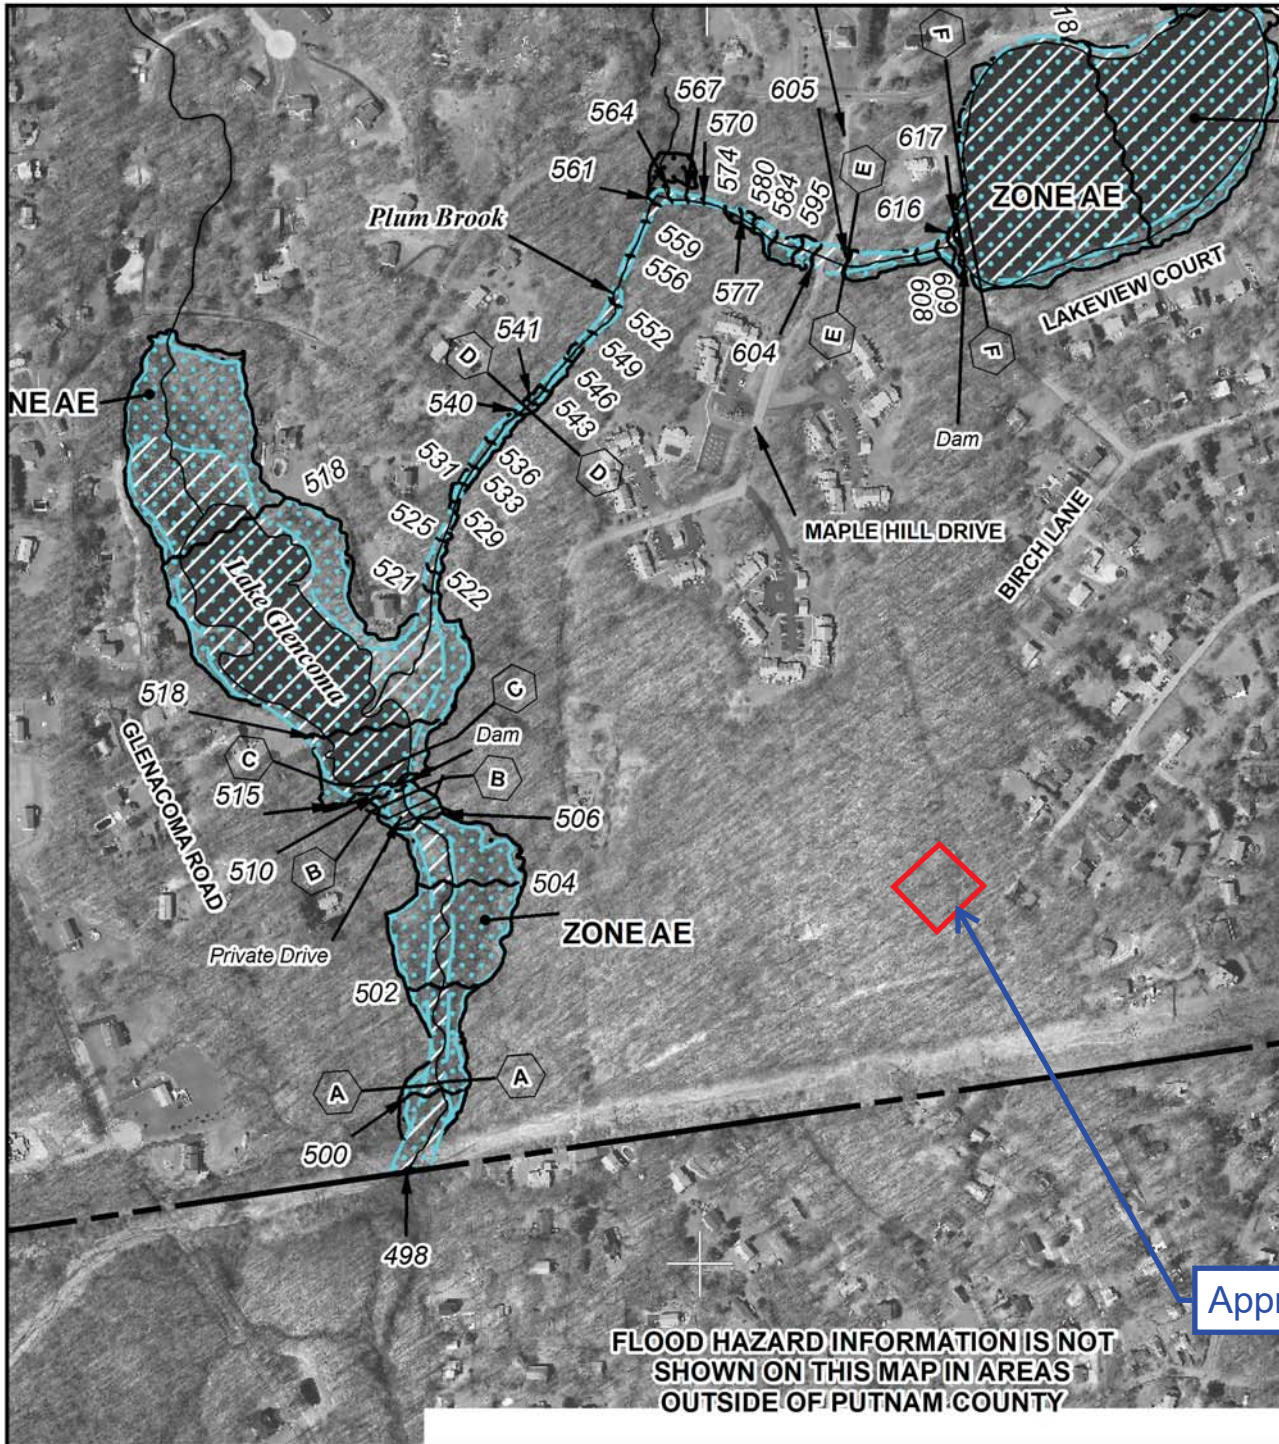 18
F
605
567
564
570
617
E
574
561
580
584
595
616
ZONE AE
Plum Brook
559
556
577
608
609
LAKEVIEW COURT
541
552
604
E
F
D
549
NE AE
540
546
543
Dam
531
536
D
518
533
525
529
MAPLE HILL DRIVE
BIRCH LANE
521
522
Lake Glencoma
C
518
Dam
GLENACOMA ROAD
C
B
515
506
510
B
504
ZONE AE
Private Drive
502
A
A
500
498
Appr
FLOOD HAZARD INFORMATION IS NOT
SHOWN ON THIS MAP IN AREAS
OUTSIDE OF PUTNAM COUNTY